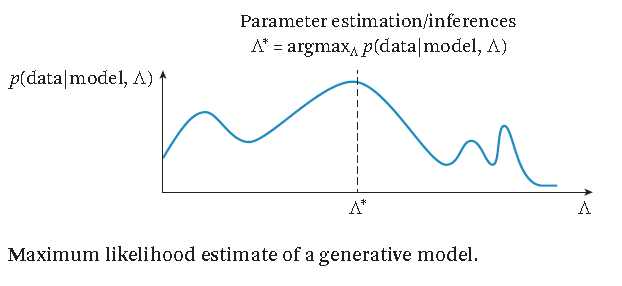 Parameter estimation/inferences
Λ* = argmax_Λ p(data|model, Λ)
p(data|model, Λ)
Λ*
Λ
Maximum likelihood estimate of a generative model.